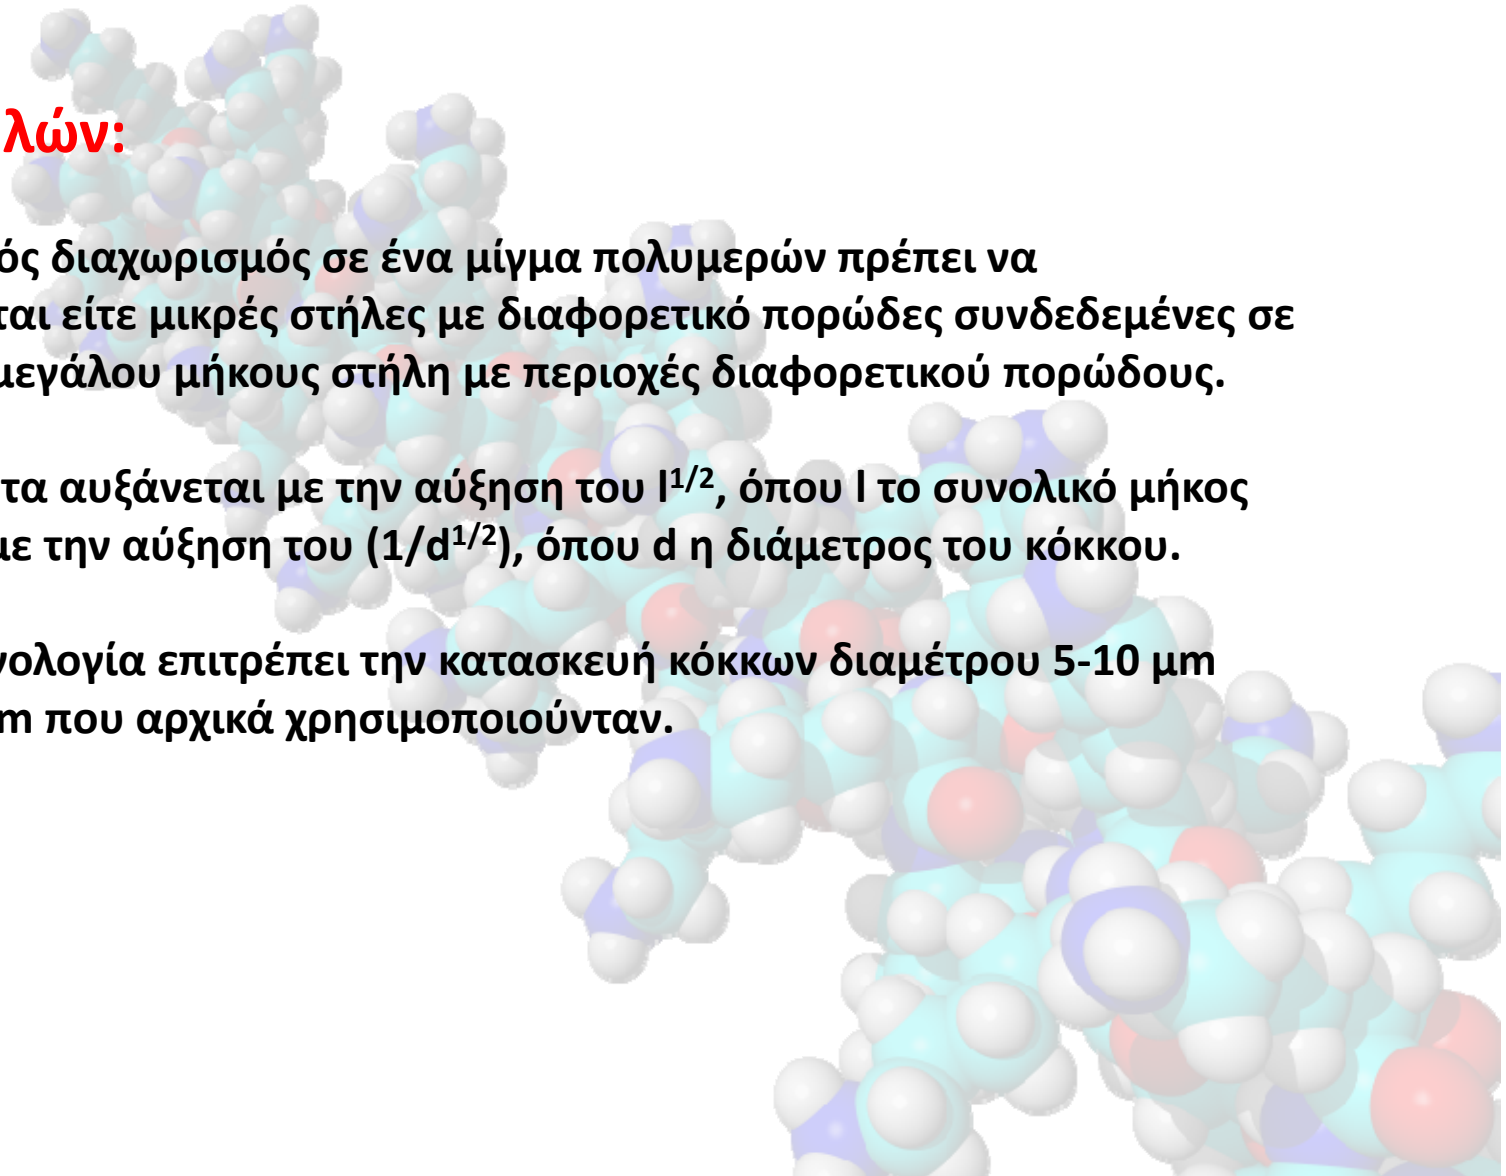 λών:
ός διαχωρισμός σε ένα μίγμα πολυμερών πρέπει να
ται είτε μικρές στήλες με διαφορετικό πορώδες συνδεδεμένες σε
μεγάλου μήκους στήλη με περιοχές διαφορετικού πορώδους.
τα αυξάνεται με την αύξηση του l^{1/2}, όπου l το συνολικό μήκος
με την αύξηση του (1/d^{1/2}), όπου d η διάμετρος του κόκκου.
νολογία επιτρέπει την κατασκευή κόκκων διαμέτρου 5-10 μm
m που αρχικά χρησιμοποιούνταν.